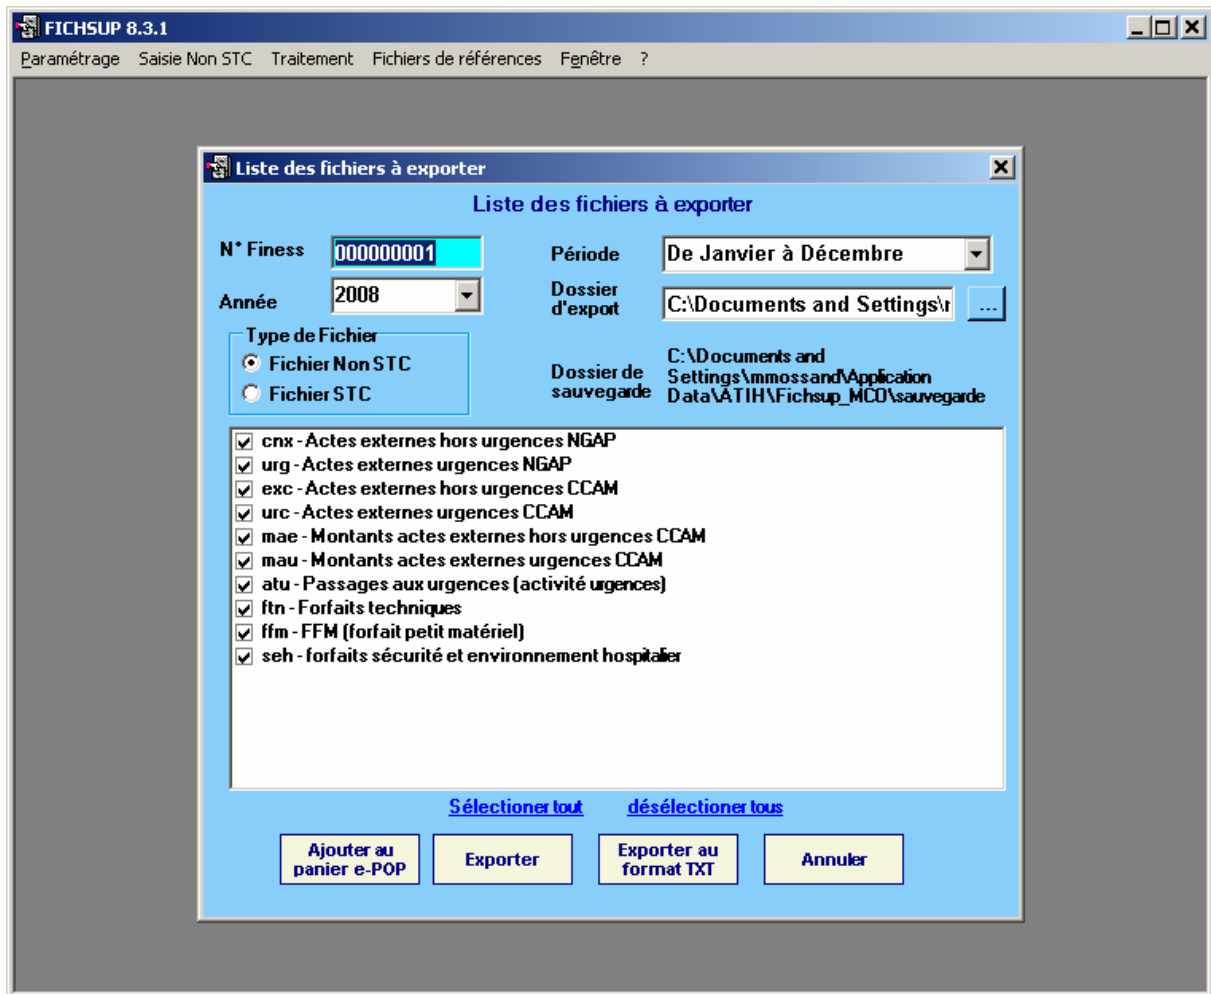 FICHSUP 8.3.1
Paramétrage Saisie Non STC Traitement Fichiers de références Fenêtre ?
Liste des fichiers à exporter
Liste des fichiers à exporter
N° Finess 000000001 Période De Janvier à Décembre
Année 2008 Dossier d'export C:\Documents and Settings\r ...
Type de Fichier
Fichier Non STC
Fichier STC
Dossier de sauvegarde
C:\Documents and
Settings\mmossand\Application
Data\ATIH\Fichsup_MCO\sauvegarde
cnx - Actes externes hors urgences NGAP
urg - Actes externes urgences NGAP
exc - Actes externes hors urgences CCAM
urc - Actes externes urgences CCAM
mae - Montants actes externes hors urgences CCAM
mau - Montants actes externes urgences CCAM
atu - Passages aux urgences (activité urgences)
ftn - Forfaits techniques
ffm - FFM (forfait petit matériel)
seh - forfaits sécurité et environnement hospitalier
Sélectioner tout désélectioner tous
Ajouter au panier e-POP Exporter Exporter au format TXT Annuler